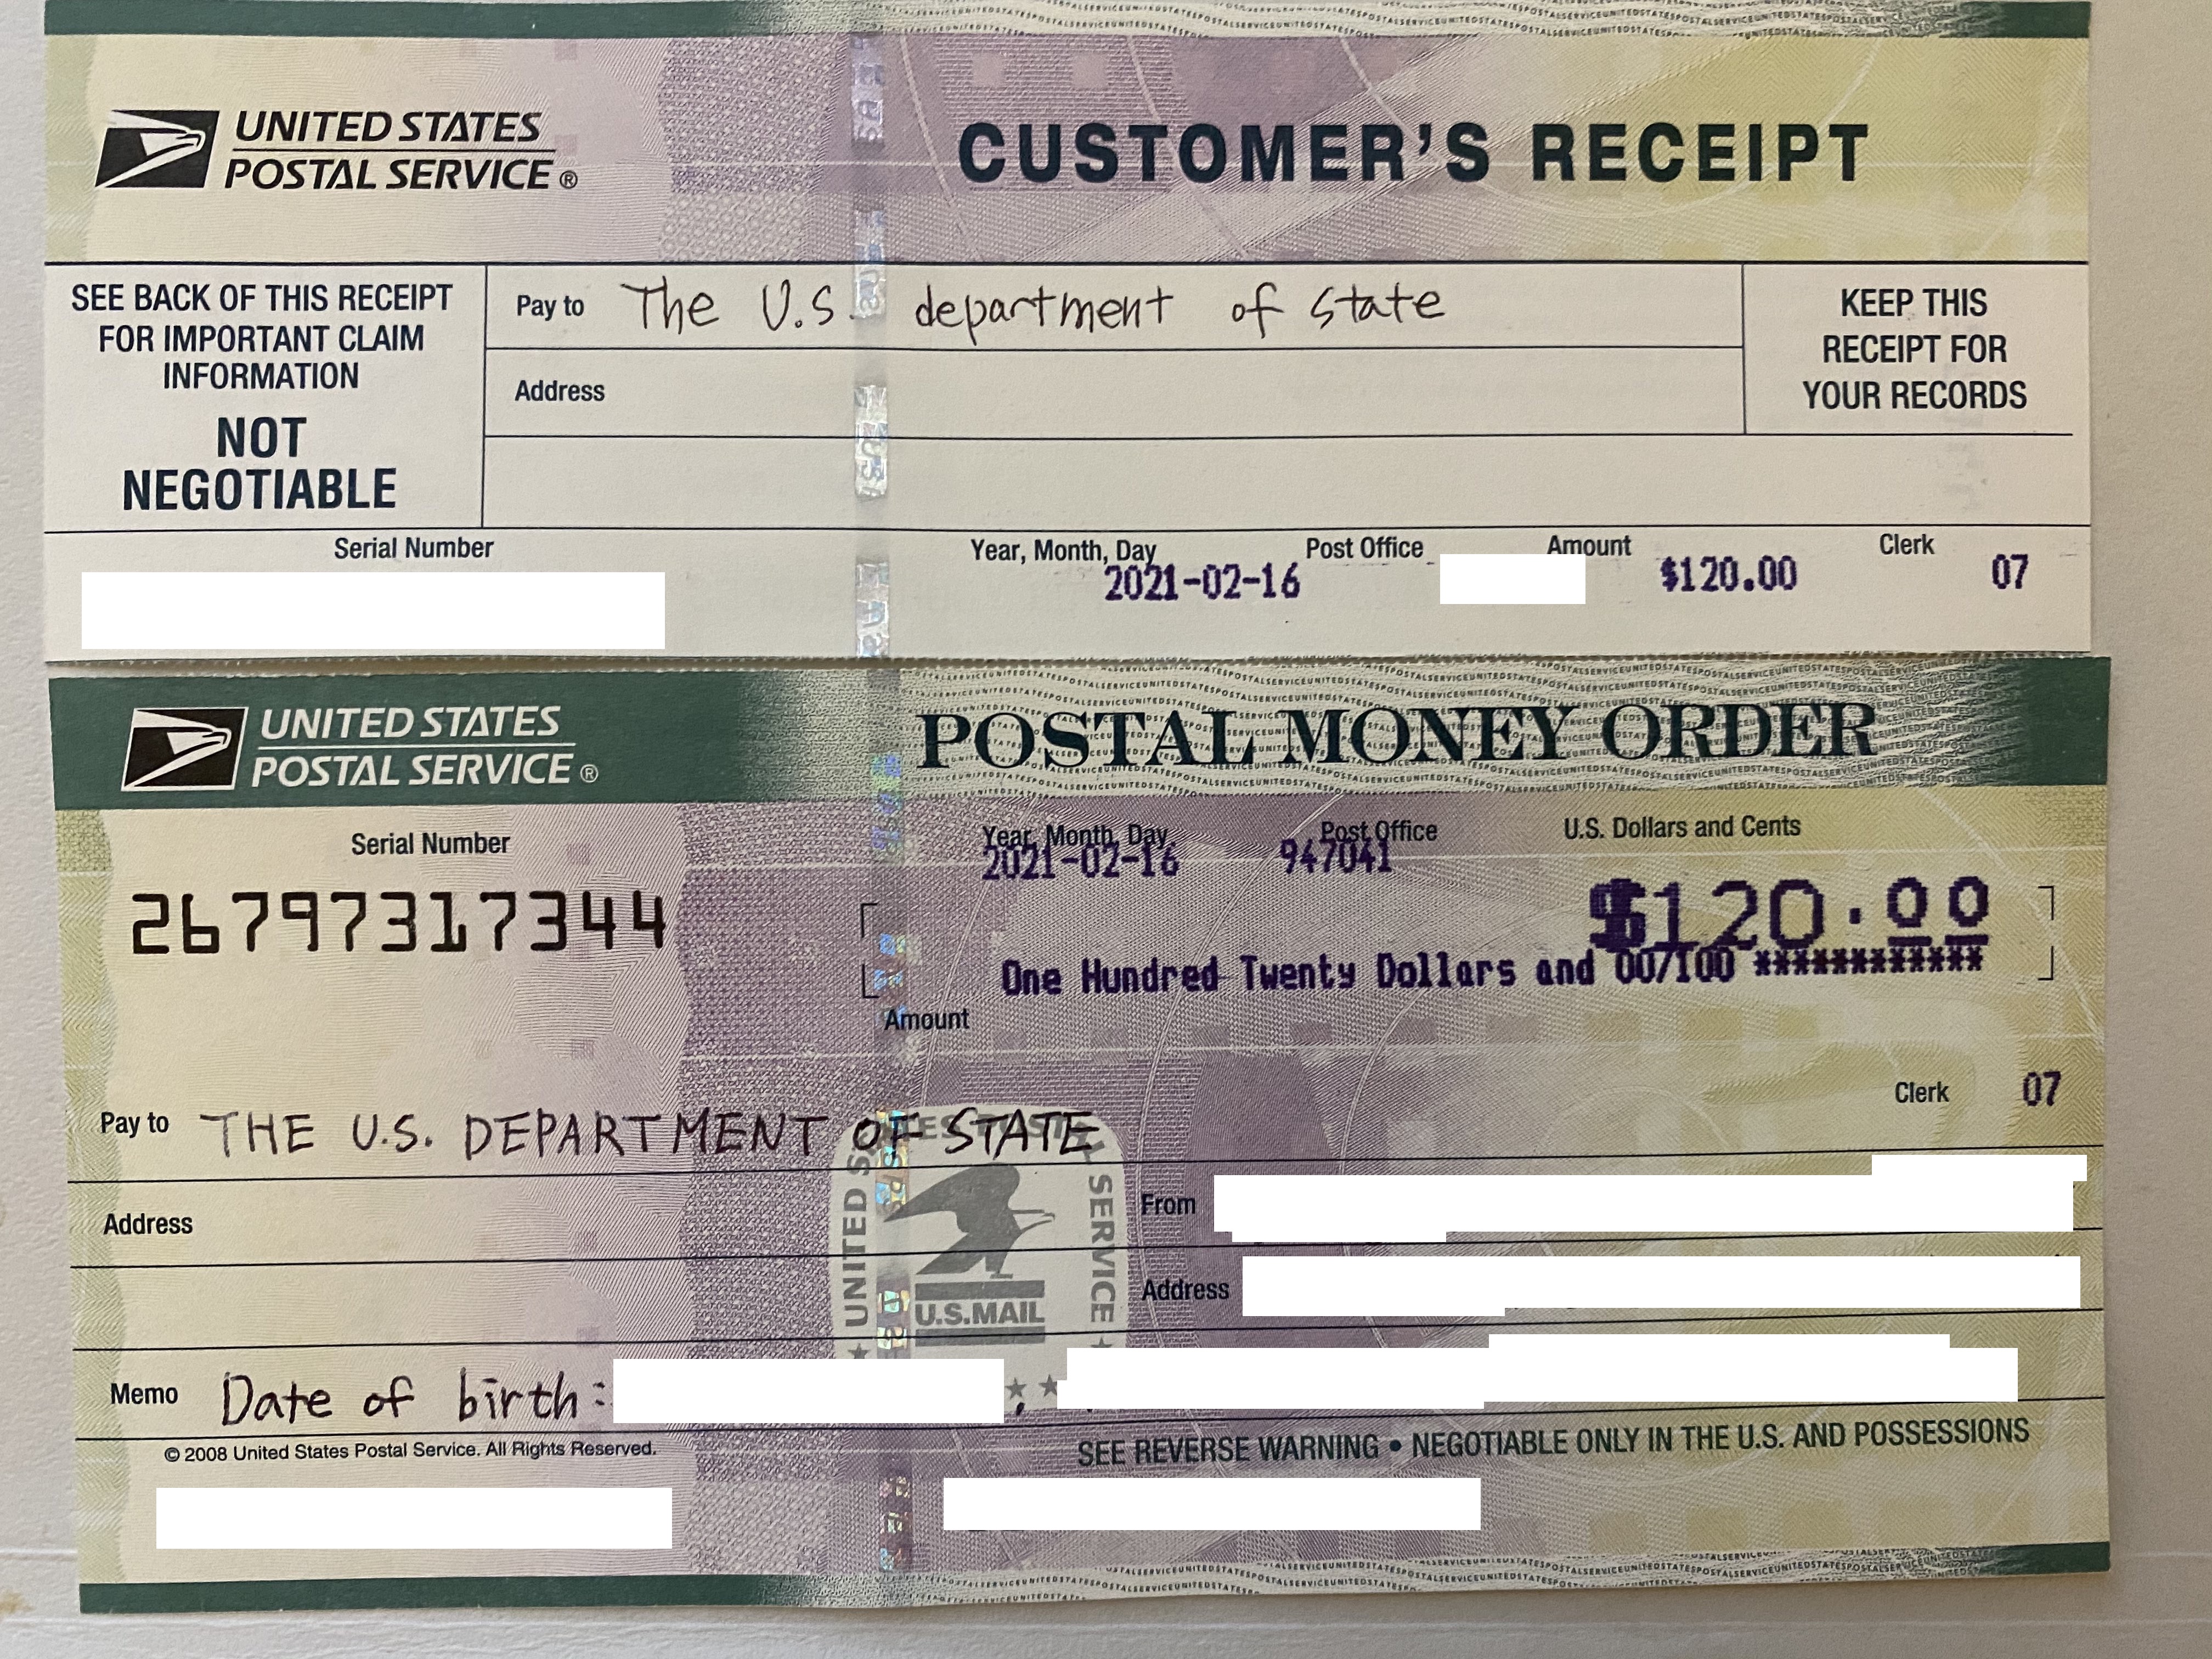 UNITED STATES
POSTAL SERVICE ®
CUSTOMER'S RECEIPT
SEE BACK OF THIS RECEIPT
FOR IMPORTANT CLAIM
INFORMATION
NOT
NEGOTIABLE
Pay to The U.S. department of state
Address
KEEP THIS
RECEIPT FOR
YOUR RECORDS
Serial Number
Year, Month, Day
Post Office
Amount
Clerk
2021-02-16
$120.00
07
UNITED STATES
POSTAL SERVICE ®
POSTAL MONEY ORDER
Serial Number
Year, Month, Day
Post Office
U.S. Dollars and Cents
26797317344
2021-02-16
947041
$120.00
One Hundred Twenty Dollars and 00/100 ************
Amount
Clerk 07
Pay to THE U.S. DEPARTMENT OF STATE
From
Address
Address
UNITED STATES POSTAL SERVICE
U.S.MAIL
Memo Date of birth:
© 2008 United States Postal Service. All Rights Reserved.
SEE REVERSE WARNING • NEGOTIABLE ONLY IN THE U.S. AND POSSESSIONS